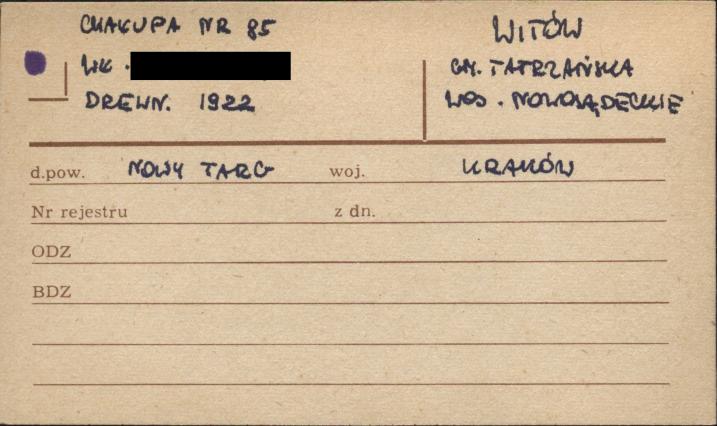 CHAŁUPA NR 85
WŁ.
DREWN. 1922
WITÓW
GM. TATRZAŃSKA
WOJ. NOWOSĄDECKIE
d.pow. NOWY TARG woj. KRAKÓW
Nr rejestru z dn.
ODZ
BDZ